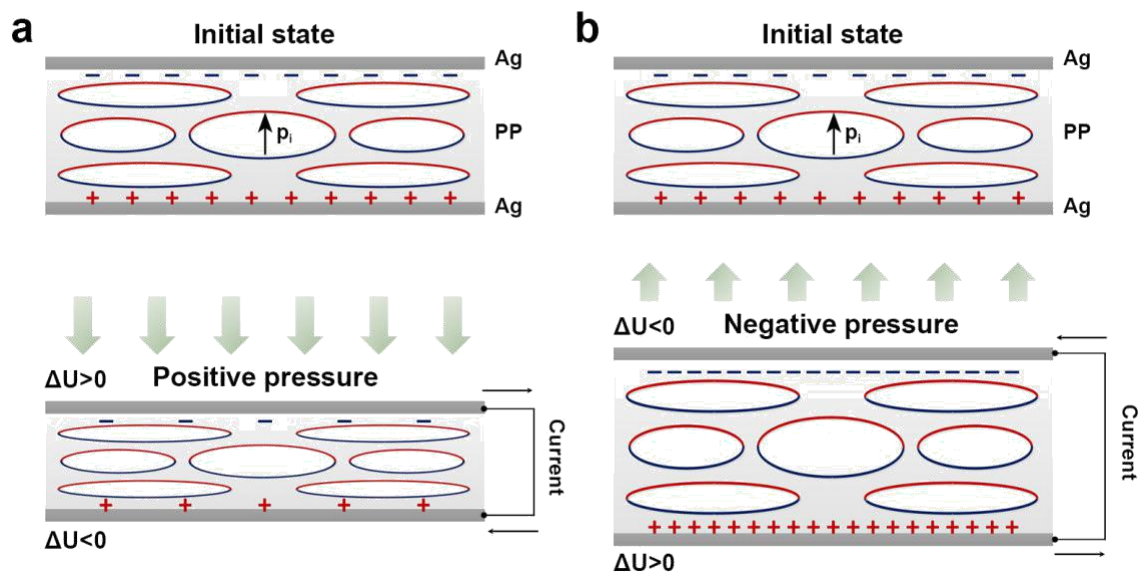 a
Initial state
Ag
− − − − − − − − − −
PP
pi
+ + + + + + + + + +
Ag
ΔU>0
Positive pressure
− − − − −
Current
+ + + + +
ΔU<0
b
Initial state
Ag
− − − − − − − − − −
PP
pi
+ + + + + + + + + +
Ag
ΔU<0
Negative pressure
− − − − − − − − − − − − − − − − − − −
Current
+ + + + + + + + + + + + + + + + + + +
ΔU>0